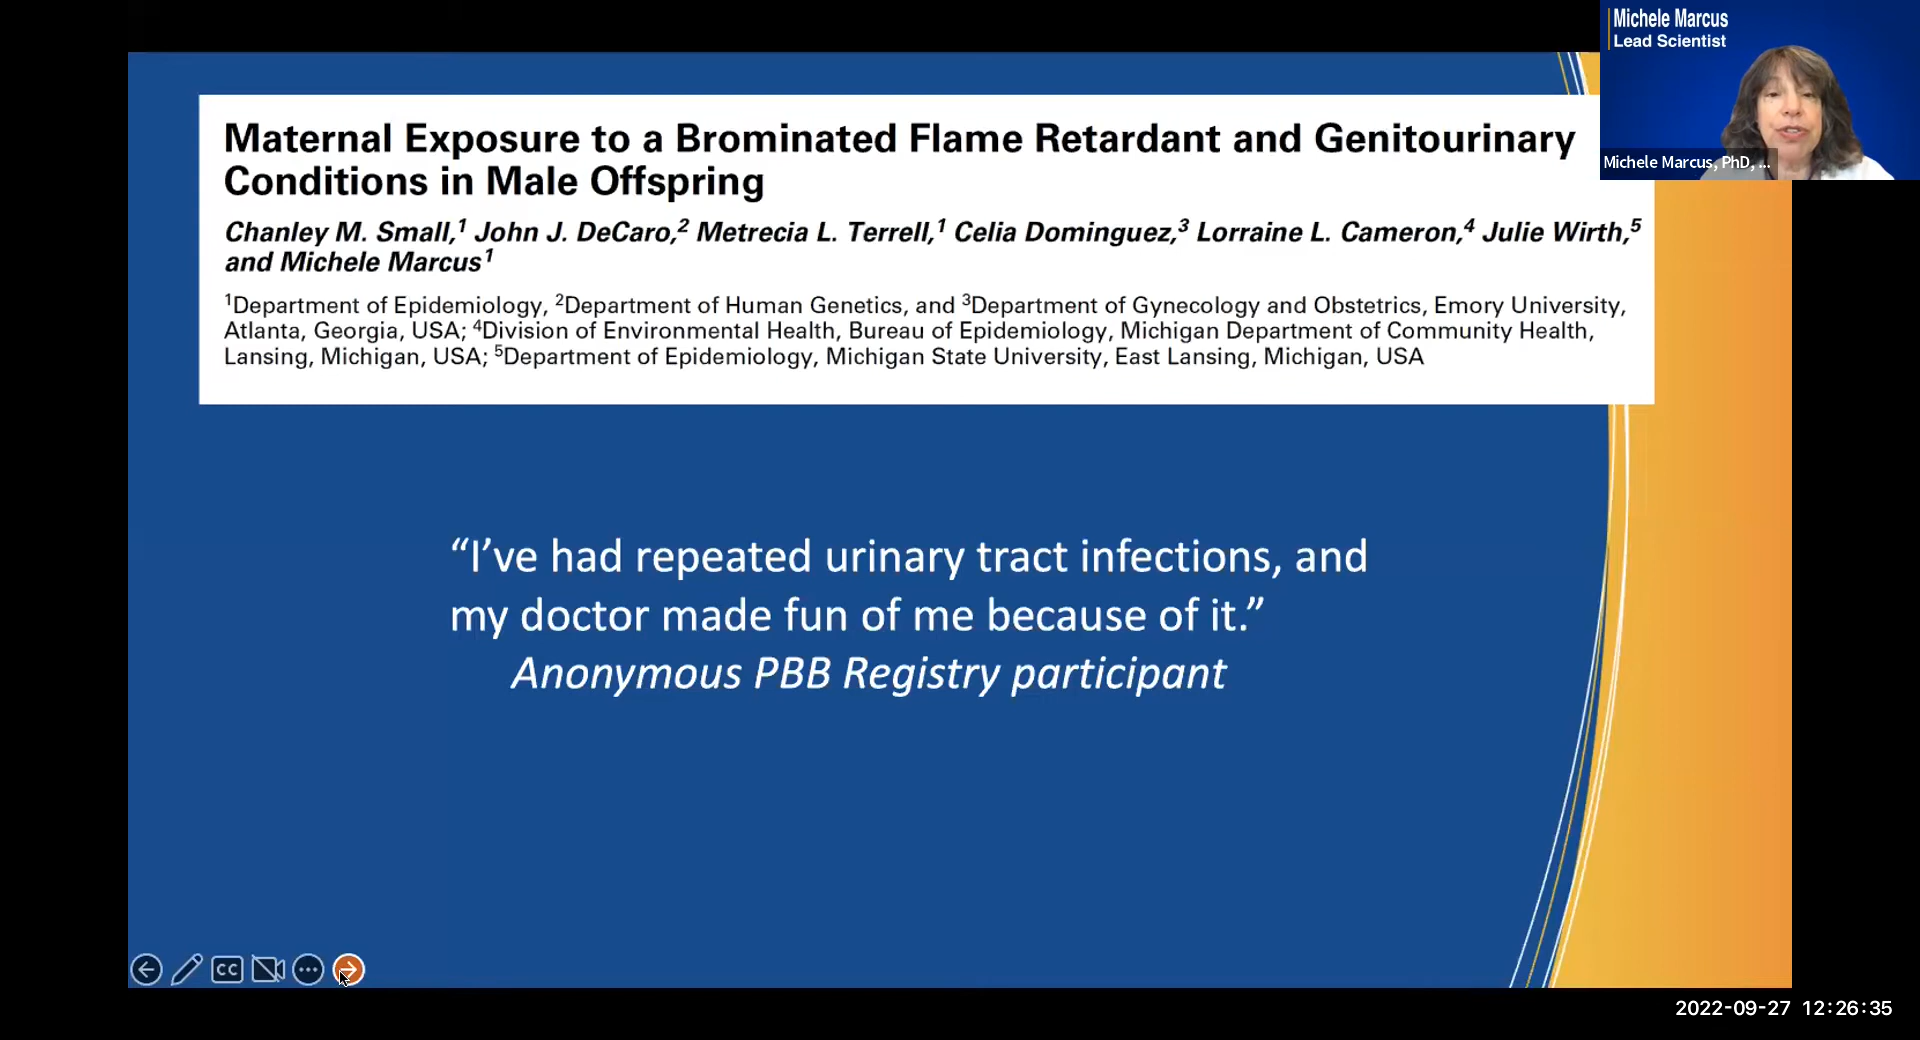 Michele Marcus
Lead Scientist
Michele Marcus, PhD, ...
Maternal Exposure to a Brominated Flame Retardant and Genitourinary
Conditions in Male Offspring
Chanley M. Small,¹ John J. DeCaro,² Metrecia L. Terrell,¹ Celia Dominguez,³ Lorraine L. Cameron,⁴ Julie Wirth,⁵
and Michele Marcus¹
¹Department of Epidemiology, ²Department of Human Genetics, and ³Department of Gynecology and Obstetrics, Emory University,
Atlanta, Georgia, USA; ⁴Division of Environmental Health, Bureau of Epidemiology, Michigan Department of Community Health,
Lansing, Michigan, USA; ⁵Department of Epidemiology, Michigan State University, East Lansing, Michigan, USA
“I’ve had repeated urinary tract infections, and
my doctor made fun of me because of it.”
Anonymous PBB Registry participant
CC
2022-09-27 12:26:35